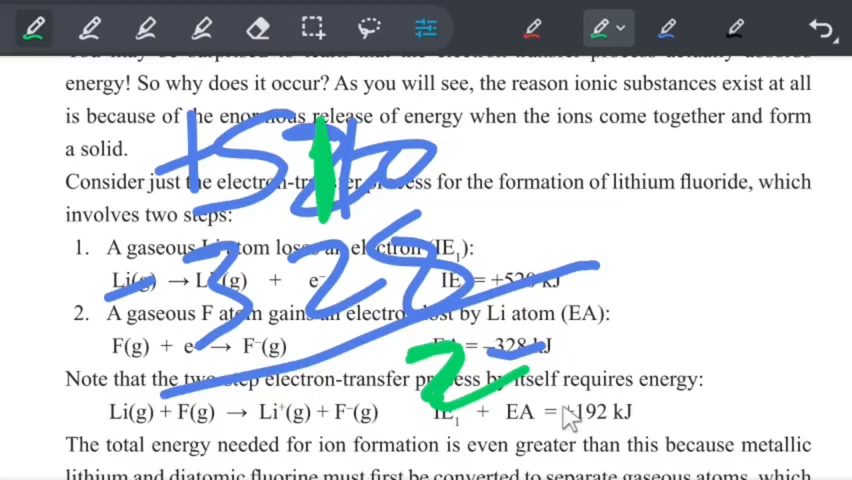 energy! So why does it occur? As you will see, the reason ionic substances exist at all
is because of the enormous release of energy when the ions come together and form
a solid.
+520
Consider just the electron-transfer process for the formation of lithium fluoride, which
involves two steps:
1. A gaseous Li atom loses an electron (IE₁):
-328
Li(g) → Li⁺(g) + e⁻ IE₁ = +520 kJ
2. A gaseous F atom gains an electron lost by Li atom (EA):
F(g) + e⁻ → F⁻(g) EA = –328 kJ
2
Note that the two-step electron-transfer process by itself requires energy:
Li(g) + F(g) → Li⁺(g) + F⁻(g) IE₁ + EA = +192 kJ
The total energy needed for ion formation is even greater than this because metallic
lithium and diatomic fluorine must first be converted to separate gaseous atoms, which